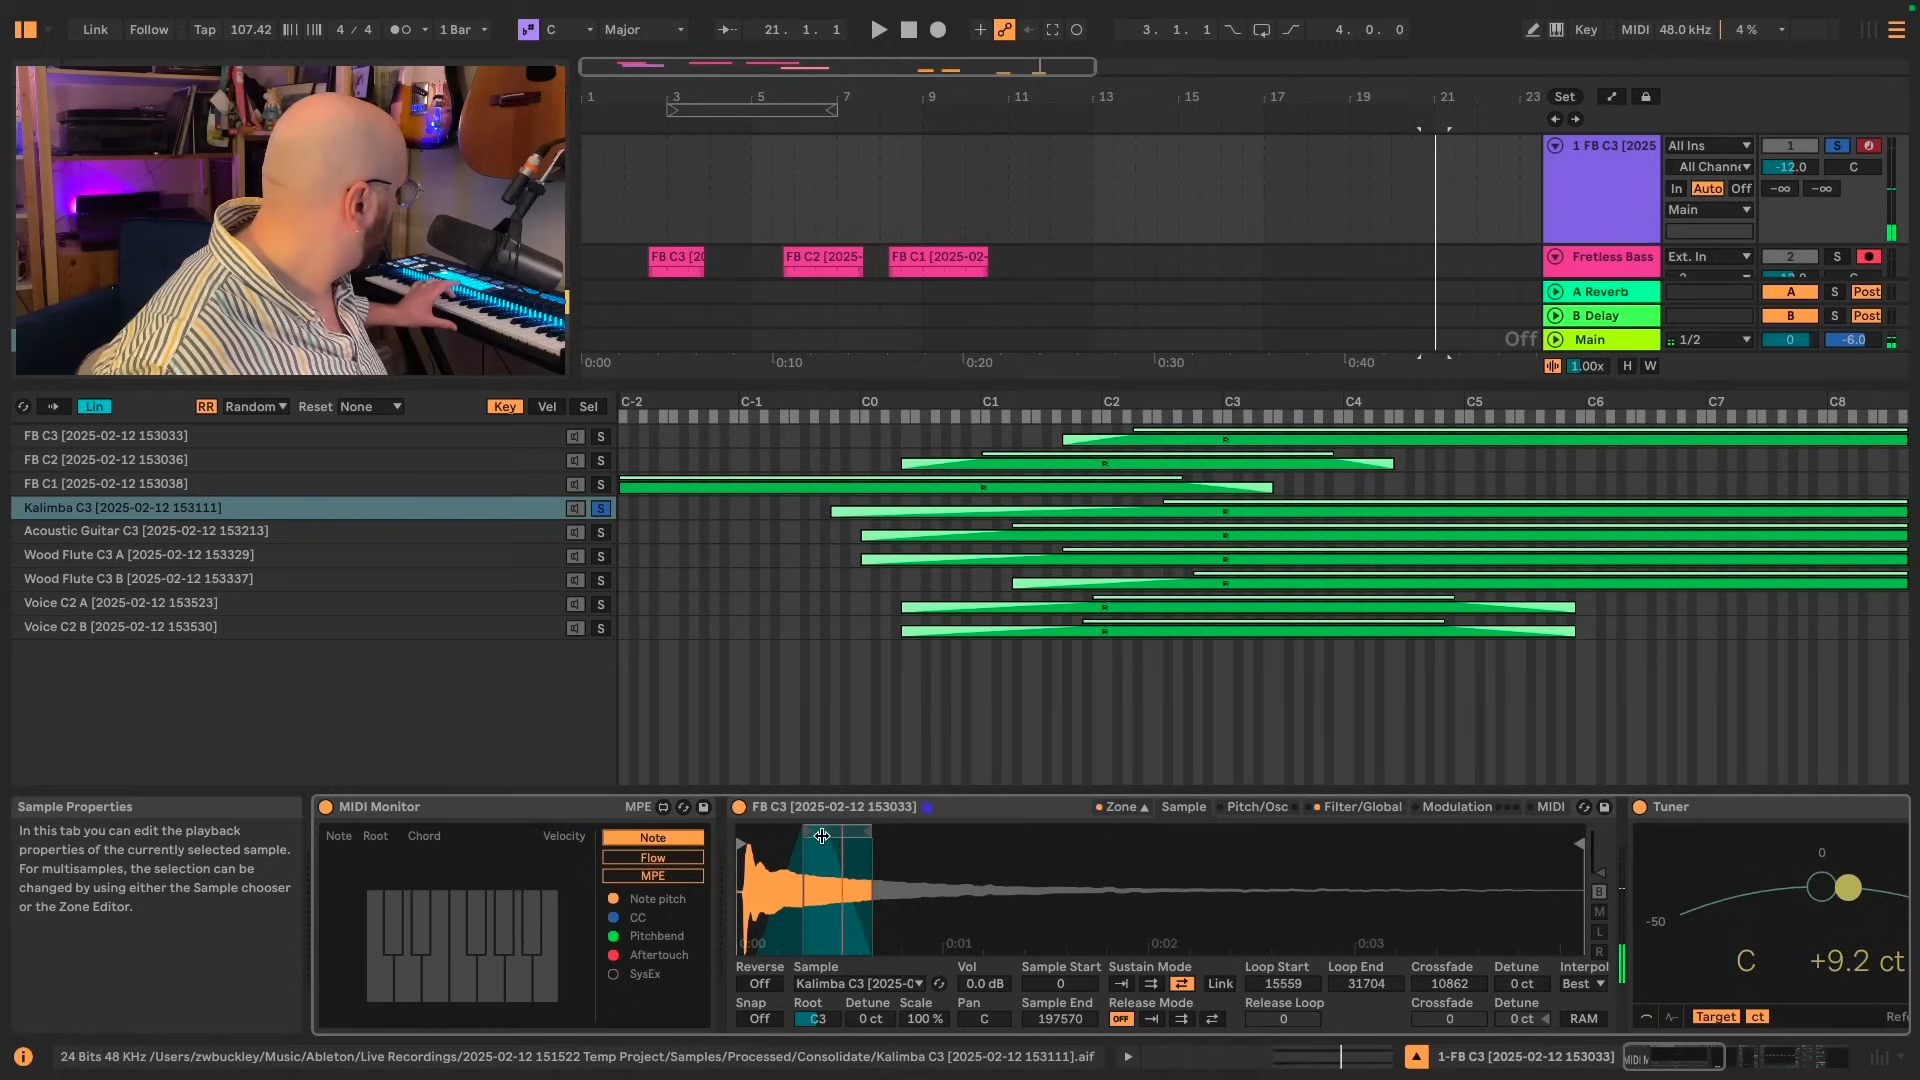 Link Follow Tap 107.42 4 / 4 1 Bar C Major 21. 1. 1 3. 1. 1 4. 0. 0 Key MIDI 48.0 kHz 4 %
1 3 5 7 9 11 13 15 17 19 21 23 Set
1 FB C3 [2025 All Ins 1 S
All Channe -12.0 C
In Auto Off -∞ -∞
Main
FB C3 [20 FB C2 [2025- FB C1 [2025-02- Fretless Bass Ext. In 2 S
A Reverb A S Post
B Delay B S Post
Off Main 1/2 0 -6.0
0:00 0:10 0:20 0:30 0:40 1.00x H W
Lin RR Random Reset None Key Vel Sel C-2 C-1 C0 C1 C2 C3 C4 C5 C6 C7 C8
FB C3 [2025-02-12 153033] S R
FB C2 [2025-02-12 153036] S R
FB C1 [2025-02-12 153038] S R
Kalimba C3 [2025-02-12 153111] S R
Acoustic Guitar C3 [2025-02-12 153213] S R
Wood Flute C3 A [2025-02-12 153329] S R
Wood Flute C3 B [2025-02-12 153337] S R
Voice C2 A [2025-02-12 153523] S R
Voice C2 B [2025-02-12 153530] S R
Sample Properties
In this tab you can edit the playback
properties of the currently selected sample.
For multisamples, the selection can be
changed by using either the Sample chooser
or the Zone Editor.
MIDI Monitor MPE
Note Root Chord Velocity Note
Flow
MPE
Note pitch
CC
Pitchbend
Aftertouch
SysEx
FB C3 [2025-02-12 153033] Zone Sample Pitch/Osc Filter/Global Modulation MIDI
B
M
L
R
0:00 0:01 0:02 0:03
Reverse Sample Vol Sample Start Sustain Mode Loop Start Loop End Crossfade Detune Interpol
Off Kalimba C3 [2025-0 0.0 dB 0 Link 15559 31704 10862 0 ct Best
Snap Root Detune Scale Pan Sample End Release Mode Release Loop Crossfade Detune
Off C3 0 ct 100 % C 197570 OFF 0 0 0 ct RAM
Tuner
0
-50
C +9.2 ct
Target ct Refe
24 Bits 48 KHz /Users/zwbuckley/Music/Ableton/Live Recordings/2025-02-12 151522 Temp Project/Samples/Processed/Consolidate/Kalimba C3 [2025-02-12 153111].aif 1-FB C3 [2025-02-12 153033]